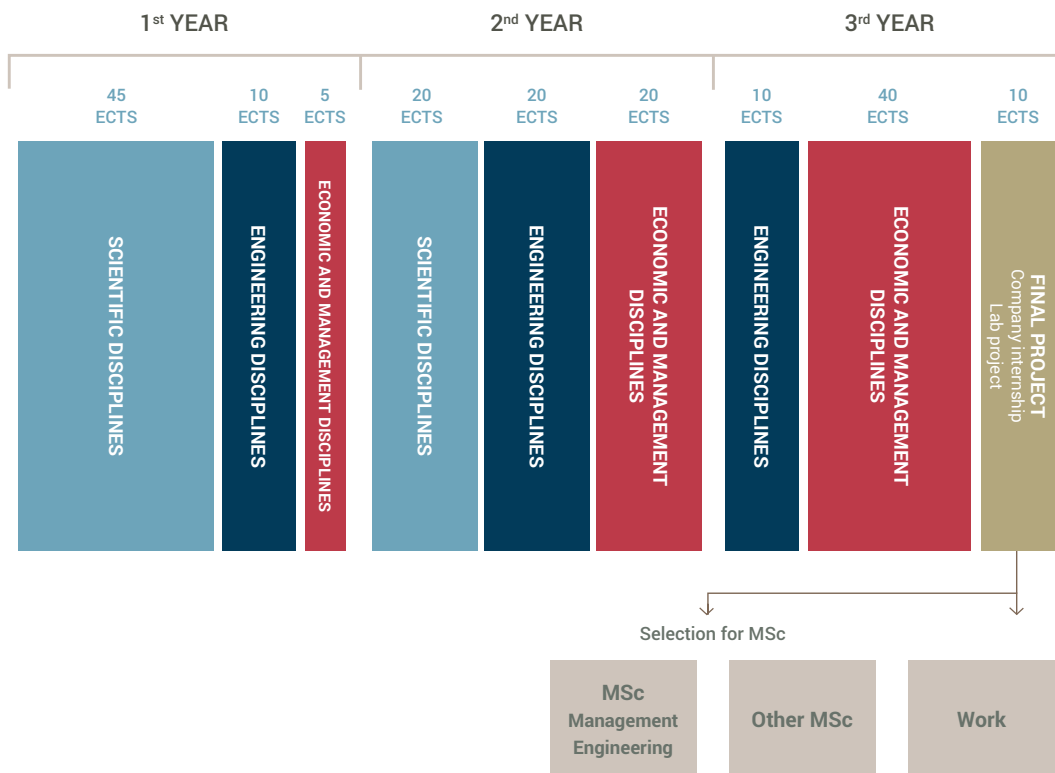 1st YEAR
2nd YEAR
3rd YEAR
45
ECTS
10
ECTS
5
ECTS
20
ECTS
20
ECTS
20
ECTS
10
ECTS
40
ECTS
10
ECTS
SCIENTIFIC DISCIPLINES
ENGINEERING DISCIPLINES
ECONOMIC AND MANAGEMENT DISCIPLINES
SCIENTIFIC DISCIPLINES
ENGINEERING DISCIPLINES
ECONOMIC AND MANAGEMENT
DISCIPLINES
ENGINEERING DISCIPLINES
ECONOMIC AND MANAGEMENT
DISCIPLINES
FINAL PROJECT
Company internship
Lab project
Selection for MSc
MSc
Management
Engineering
Other MSc
Work